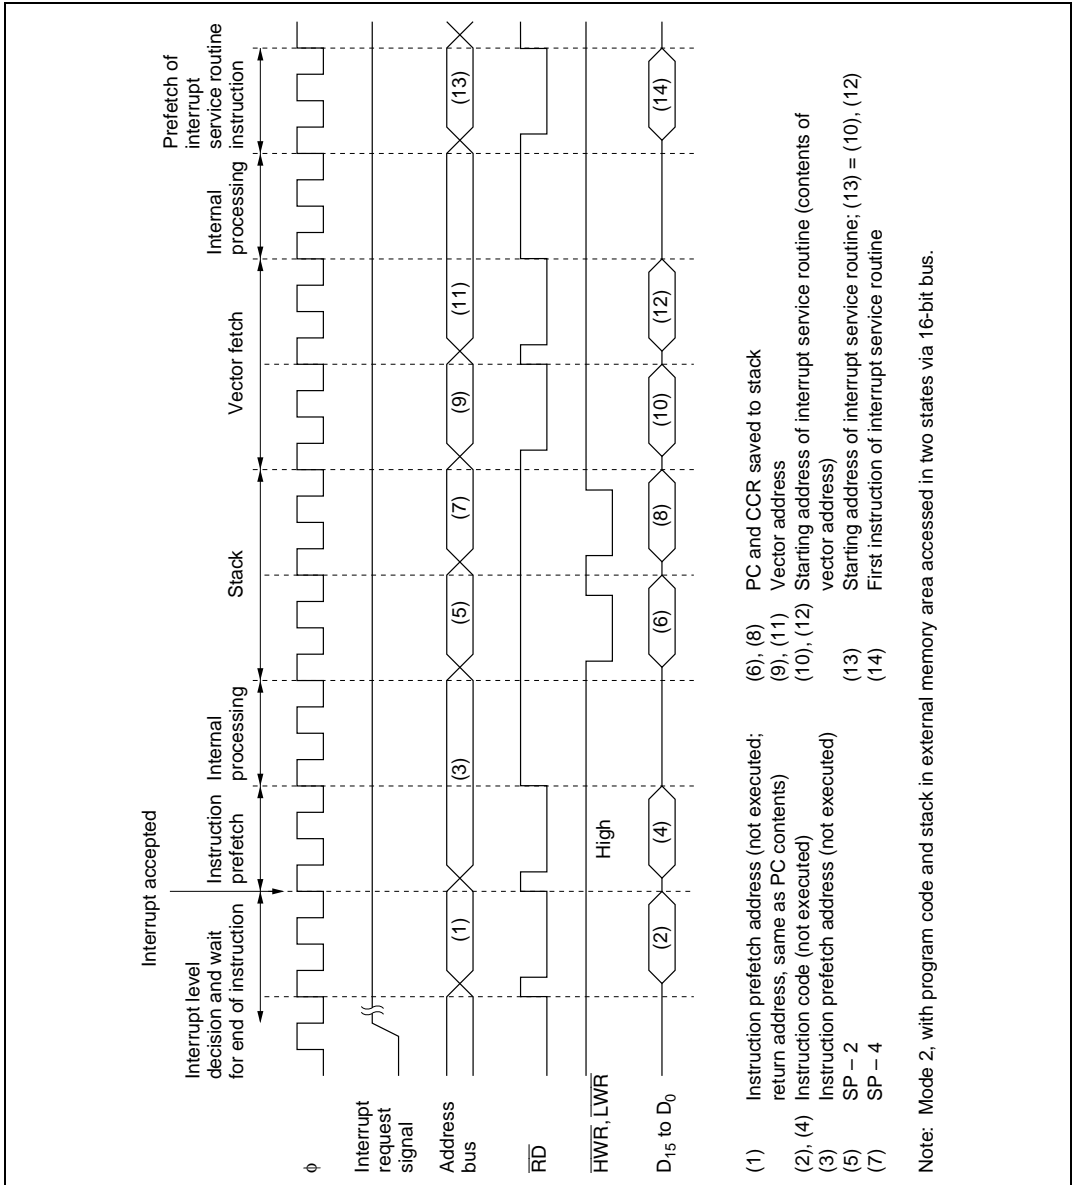 Interrupt accepted
Interrupt level
decision and wait
for end of instruction
Instruction
prefetch
Internal
processing
Stack
Vector fetch
Internal
processing
Prefetch of
interrupt
service routine
instruction
φ
Interrupt
request
signal
Address
bus
(1)
(3)
(5)
(7)
(9)
(11)
(13)
RD
HWR, LWR
High
D15 to D0
(2)
(4)
(6)
(8)
(10)
(12)
(14)
(1) Instruction prefetch address (not executed;
return address, same as PC contents)
(2), (4) Instruction code (not executed)
(3) Instruction prefetch address (not executed)
(5) SP – 2
(7) SP – 4
(6), (8) PC and CCR saved to stack
(9), (11) Vector address
(10), (12) Starting address of interrupt service routine (contents of
vector address)
(13) Starting address of interrupt service routine; (13) = (10), (12)
(14) First instruction of interrupt service routine
Note: Mode 2, with program code and stack in external memory area accessed in two states via 16-bit bus.